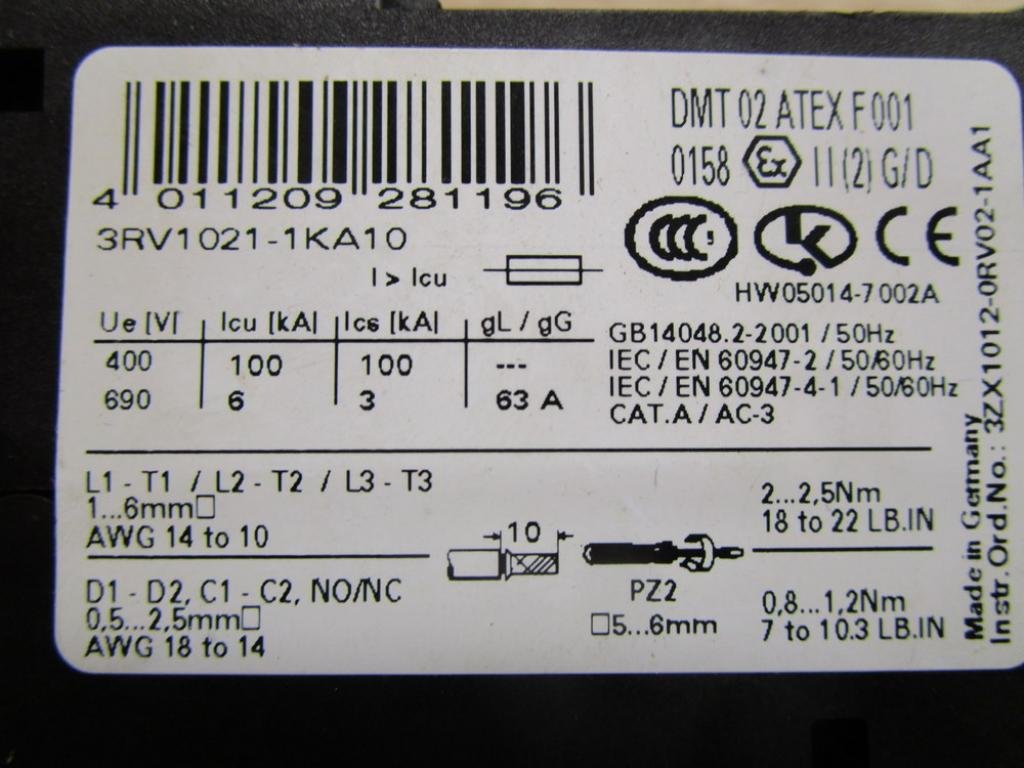 4 011209 281196
3RV1021-1KA10
I > Icu
DMT 02 ATEX F 001
0158 Ex II (2) G/D
CCC S
CE
HW05014-7002A
Ue [V] Icu [kA] Ics [kA] gL / gG
400 100 100 ---
690 6 3 63 A
GB14048.2-2001 / 50Hz
IEC / EN 60947-2 / 50/60Hz
IEC / EN 60947-4-1 / 50/60Hz
CAT.A / AC-3
L1 - T1 / L2 - T2 / L3 - T3
1...6mm□
AWG 14 to 10
10
2...2,5Nm
18 to 22 LB.IN
D1 - D2, C1 - C2, NO/NC
0,5...2,5mm□
AWG 18 to 14
PZ2
□5...6mm
0,8...1,2Nm
7 to 10.3 LB.IN
Made in Germany
Instr.Ord.No.: 3ZX1012-0RV02-1AA1